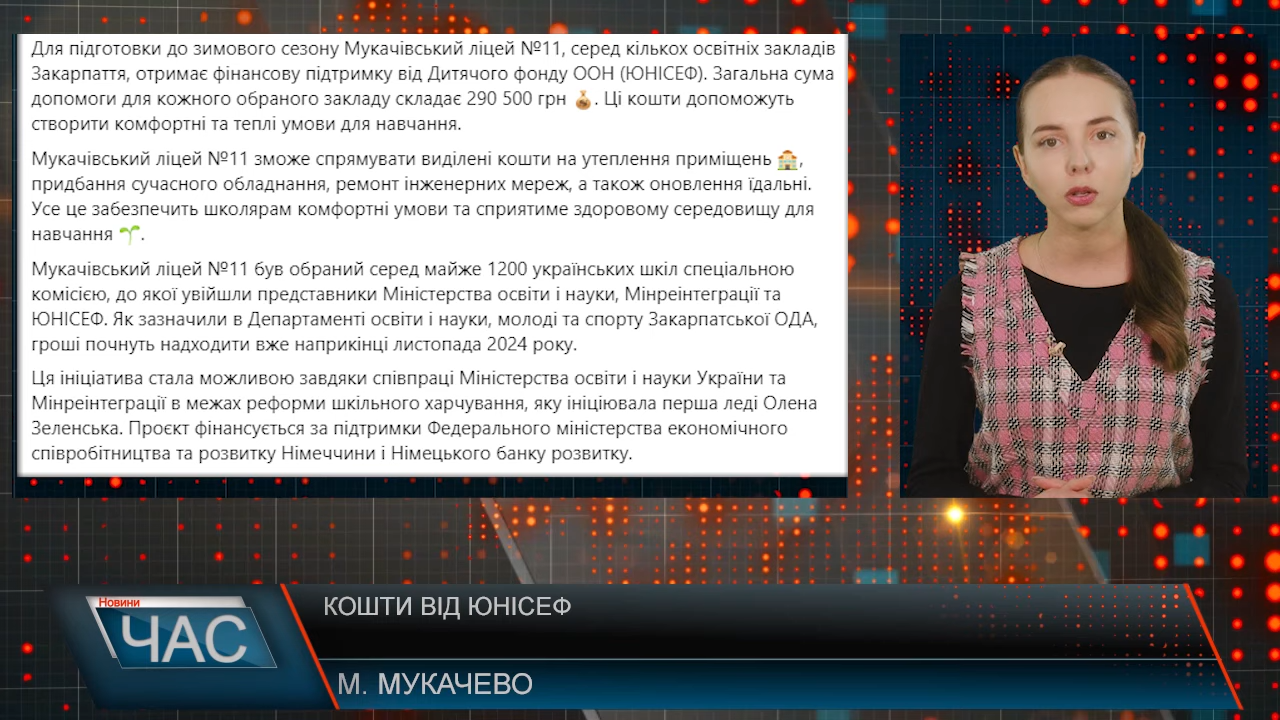 Для підготовки до зимового сезону Мукачівський ліцей №11, серед кількох освітніх закладів
Закарпаття, отримає фінансову підтримку від Дитячого фонду ООН (ЮНІСЕФ). Загальна сума
допомоги для кожного обраного закладу складає 290 500 грн 💰. Ці кошти допоможуть
створити комфортні та теплі умови для навчання.
Мукачівський ліцей №11 зможе спрямувати виділені кошти на утеплення приміщень 🏫,
придбання сучасного обладнання, ремонт інженерних мереж, а також оновлення їдальні.
Усе це забезпечить школярам комфортні умови та сприятиме здоровому середовищу для
навчання 🌱.
Мукачівський ліцей №11 був обраний серед майже 1200 українських шкіл спеціальною
комісією, до якої увійшли представники Міністерства освіти і науки, Мінреінтеграції та
ЮНІСЕФ. Як зазначили в Департаменті освіти і науки, молоді та спорту Закарпатської ОДА,
гроші почнуть надходити вже наприкінці листопада 2024 року.
Ця ініціатива стала можливою завдяки співпраці Міністерства освіти і науки України та
Мінреінтеграції в межах реформи шкільного харчування, яку ініціювала перша леді Олена
Зеленська. Проєкт фінансується за підтримки Федерального міністерства економічного
співробітництва та розвитку Німеччини і Німецького банку розвитку.
Новини
ЧАС
КОШТИ ВІД ЮНІСЕФ
М. МУКАЧЕВО